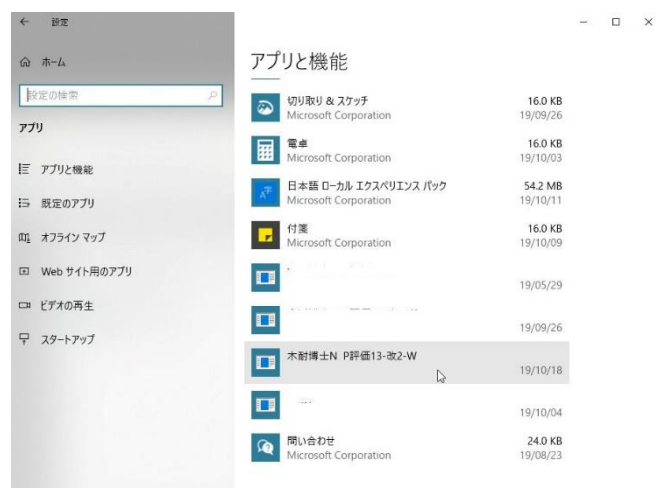 設定
ホーム
設定の検索
アプリ
アプリと機能
既定のアプリ
オフライン マップ
Web サイト用のアプリ
ビデオの再生
スタートアップ
アプリと機能
切り取り & スケッチ
16.0 KB
Microsoft Corporation
19/09/26
電卓
16.0 KB
Microsoft Corporation
19/10/03
日本語 ローカル エクスペリエンス パック
54.2 MB
Microsoft Corporation
19/10/11
付箋
16.0 KB
Microsoft Corporation
19/10/09
19/05/29
19/09/26
木耐博士N P評価13-改2-W
19/10/18
19/10/04
問い合わせ
24.0 KB
Microsoft Corporation
19/08/23